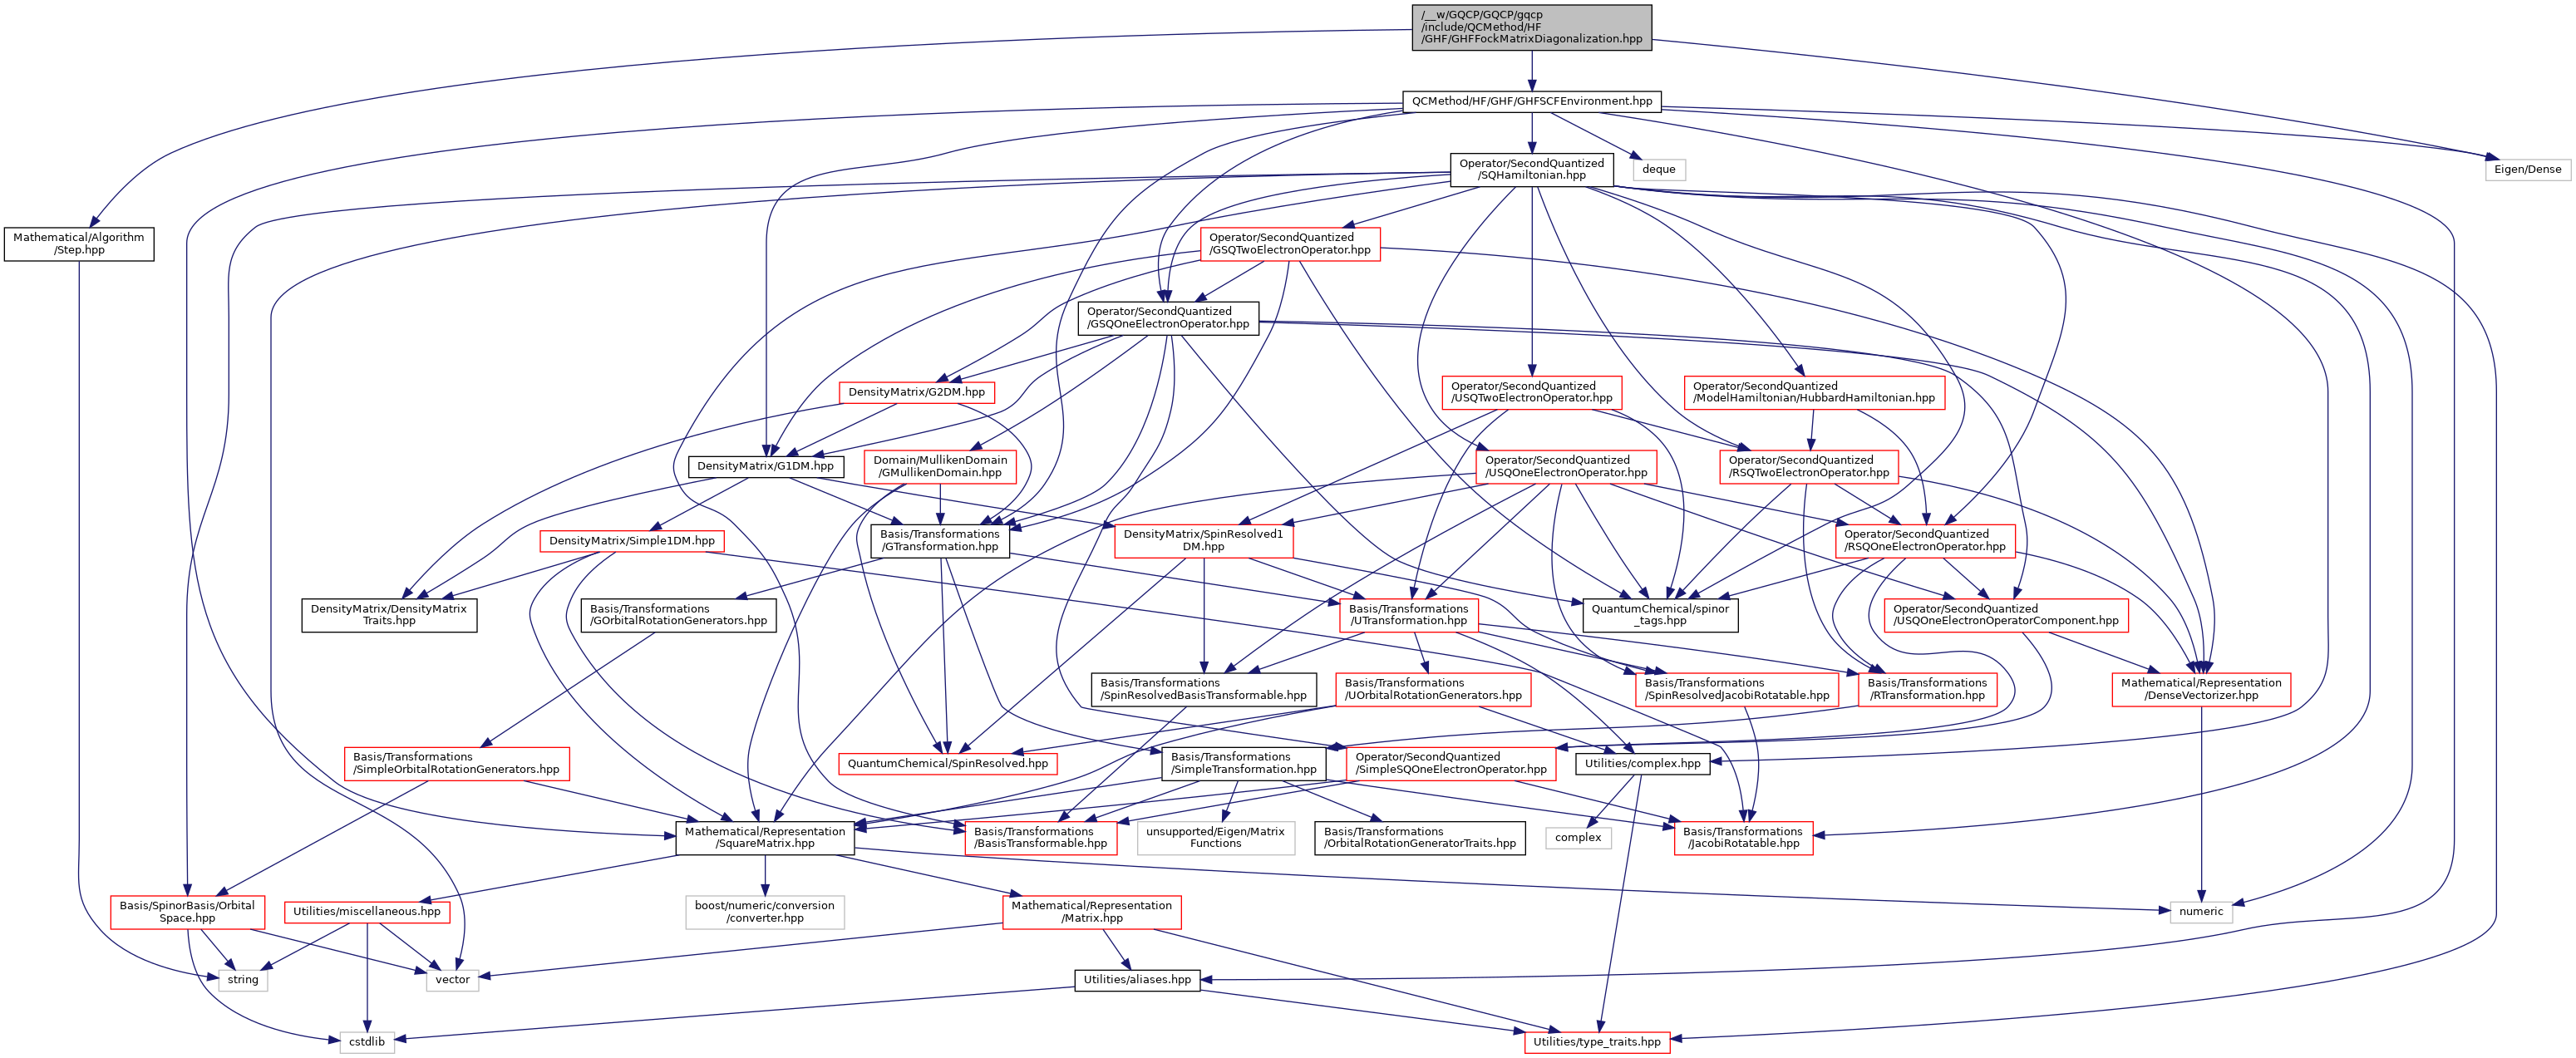 /__w/GQCP/GQCP/gqcp
/include/QCMethod/HF
/GHF/GHFFockMatrixDiagonalization.hpp
QCMethod/HF/GHF/GHFSCFEnvironment.hpp
Operator/SecondQuantized
/SQHamiltonian.hpp
deque
Eigen/Dense
Mathematical/Algorithm
/Step.hpp
Operator/SecondQuantized
/GSQTwoElectronOperator.hpp
Operator/SecondQuantized
/GSQOneElectronOperator.hpp
DensityMatrix/G2DM.hpp
Operator/SecondQuantized
/USQTwoElectronOperator.hpp
Operator/SecondQuantized
/ModelHamiltonian/HubbardHamiltonian.hpp
DensityMatrix/G1DM.hpp
Domain/MullikenDomain
/GMullikenDomain.hpp
Operator/SecondQuantized
/USQOneElectronOperator.hpp
Operator/SecondQuantized
/RSQTwoElectronOperator.hpp
DensityMatrix/Simple1DM.hpp
Basis/Transformations
/GTransformation.hpp
DensityMatrix/SpinResolved1
DM.hpp
Operator/SecondQuantized
/RSQOneElectronOperator.hpp
DensityMatrix/DensityMatrix
Traits.hpp
Basis/Transformations
/GOrbitalRotationGenerators.hpp
Basis/Transformations
/UTransformation.hpp
QuantumChemical/spinor
_tags.hpp
Operator/SecondQuantized
/USQOneElectronOperatorComponent.hpp
Basis/Transformations
/SpinResolvedBasisTransformable.hpp
Basis/Transformations
/UOrbitalRotationGenerators.hpp
Basis/Transformations
/SpinResolvedJacobiRotatable.hpp
Basis/Transformations
/RTransformation.hpp
Mathematical/Representation
/DenseVectorizer.hpp
Basis/Transformations
/SimpleOrbitalRotationGenerators.hpp
QuantumChemical/SpinResolved.hpp
Basis/Transformations
/SimpleTransformation.hpp
Operator/SecondQuantized
/SimpleSQOneElectronOperator.hpp
Utilities/complex.hpp
Mathematical/Representation
/SquareMatrix.hpp
Basis/Transformations
/BasisTransformable.hpp
unsupported/Eigen/Matrix
Functions
Basis/Transformations
/OrbitalRotationGeneratorTraits.hpp
complex
Basis/Transformations
/JacobiRotatable.hpp
Basis/SpinorBasis/Orbital
Space.hpp
Utilities/miscellaneous.hpp
boost/numeric/conversion
/converter.hpp
Mathematical/Representation
/Matrix.hpp
numeric
string
vector
Utilities/aliases.hpp
cstdlib
Utilities/type_traits.hpp